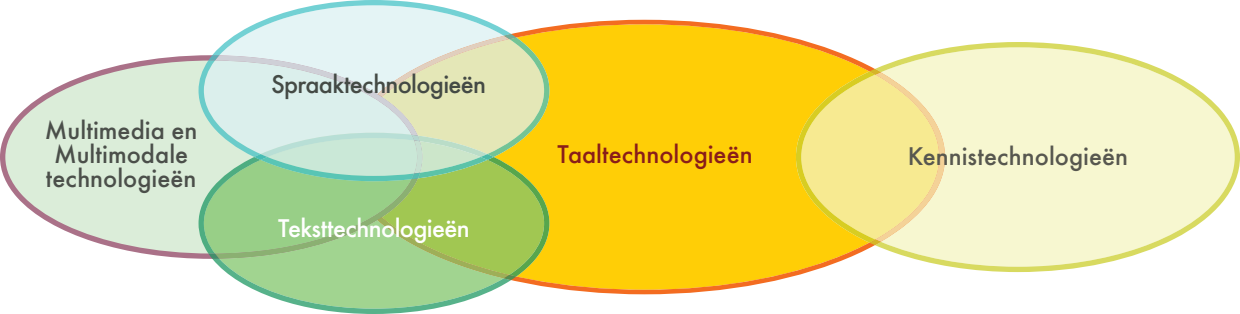 Spraaktechnologieën
Multimedia en
Multimodale
technologieën
Taaltechnologieën
Kennistechnologieën
Teksttechnologieën